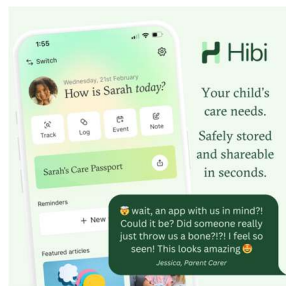 1:55
Switch
Wednesday, 21st February
How is Sarah today?
Track
Log
Event
Note
Sarah's Care Passport
Reminders
+ New
Featured articles
Hibi
Your child's
care needs.
Safely stored
and shareable
in seconds.
🤯 wait, an app with us in mind?!
Could it be? Did someone really
just throw us a bone?!?! I feel so
seen! This looks amazing 🤩
Jessica, Parent Carer